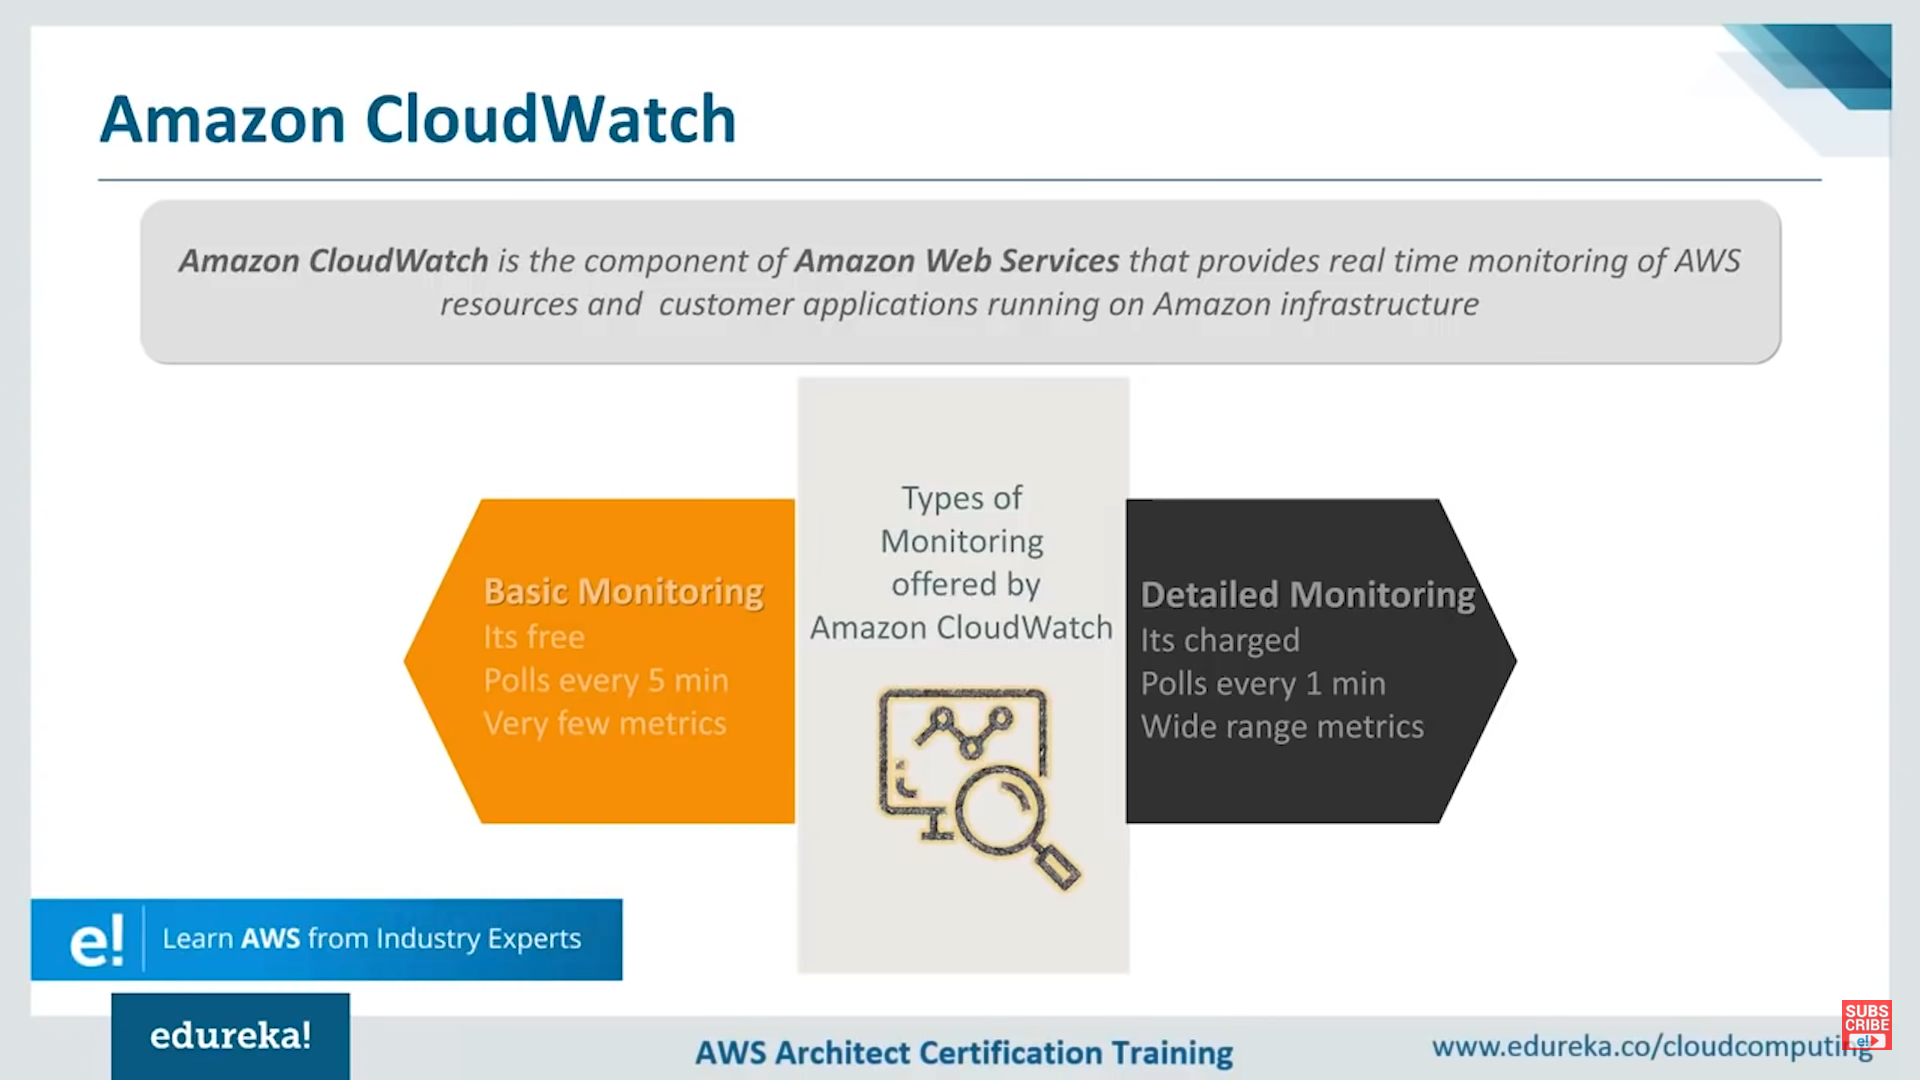 Amazon CloudWatch
Amazon CloudWatch is the component of Amazon Web Services that provides real time monitoring of AWS
resources and customer applications running on Amazon infrastructure
Types of
Monitoring
offered by
Amazon CloudWatch
Basic Monitoring
Its free
Polls every 5 min
Very few metrics
Detailed Monitoring
Its charged
Polls every 1 min
Wide range metrics
e! Learn AWS from Industry Experts
edureka!
AWS Architect Certification Training
www.edureka.co/cloudcomputing
SUBS
CRIBE
e!